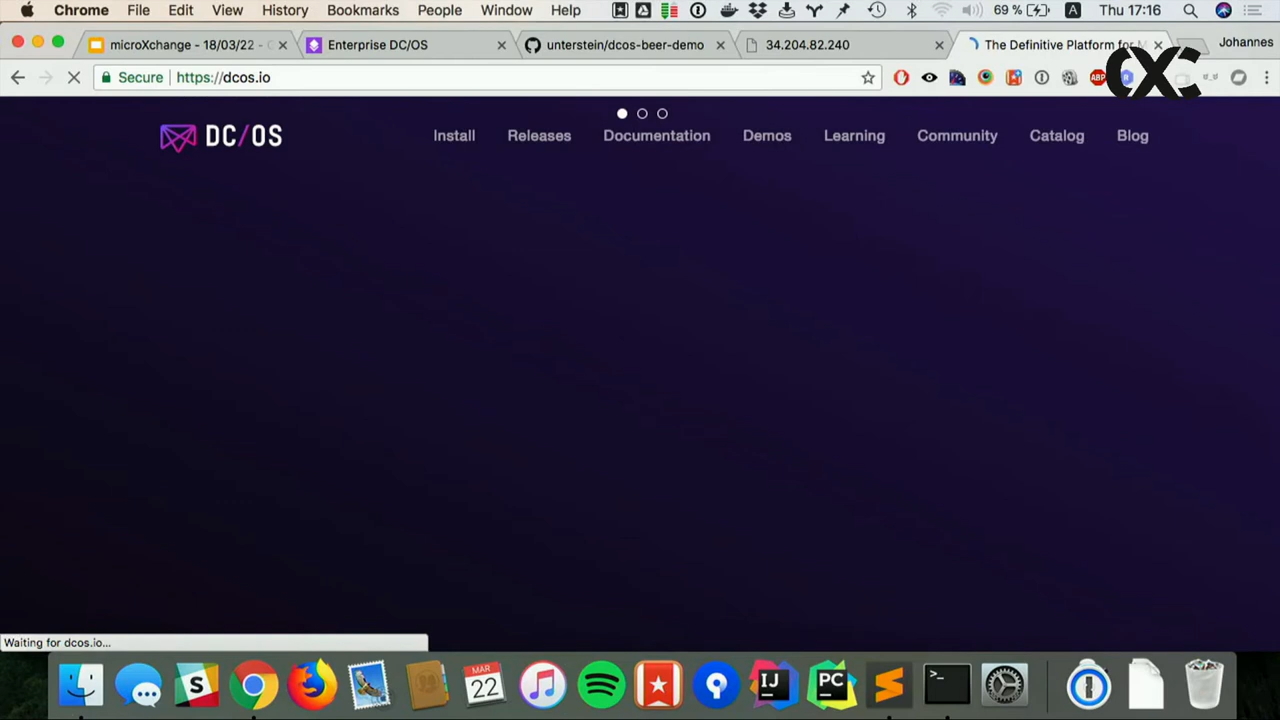 Chrome File Edit View History Bookmarks People Window Help 69 % A Thu 17:16
microXchange - 18/03/22 - Enterprise DC/OS unterstein/dcos-beer-demo 34.204.82.240 The Definitive Platform for Johannes
Secure https://dcos.io ABP
DC/OS Install Releases Documentation Demos Learning Community Catalog Blog
Waiting for dcos.io...
S MAR 22 IJ PC S >_